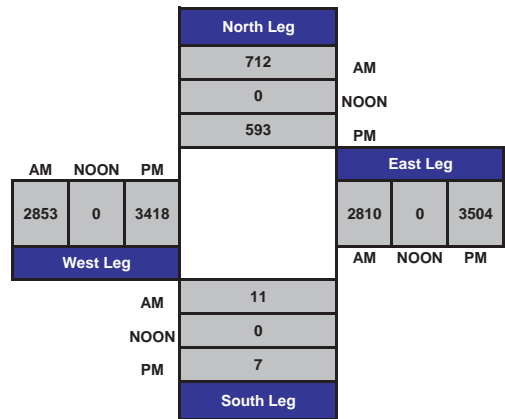 North Leg
712 AM
0 NOON
593 PM
AM NOON PM
East Leg
2853 0 3418
2810 0 3504
West Leg
AM NOON PM
AM 11
NOON 0
PM 7
South Leg